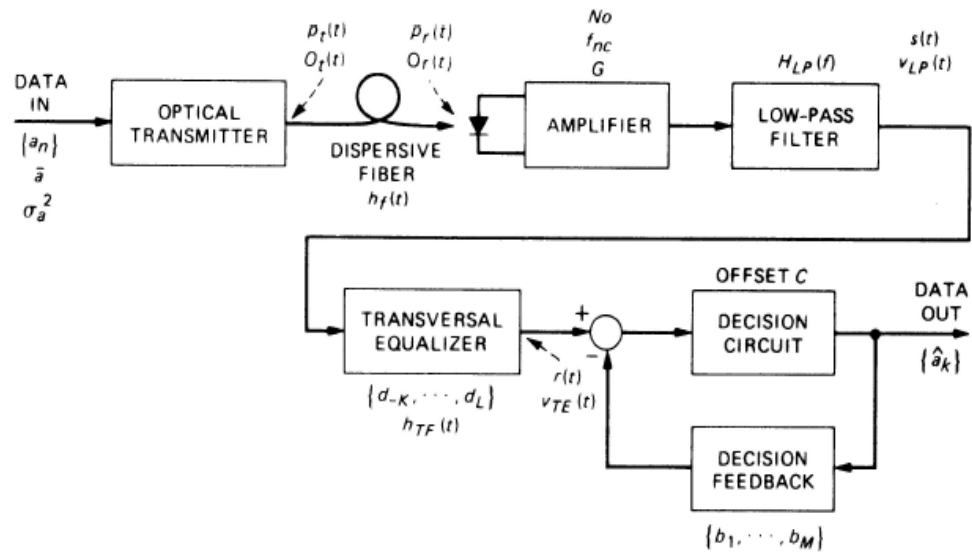 DATA
IN
{aₙ}
ā
σₐ²
OPTICAL
TRANSMITTER
pₜ(t)
Oₜ(t)
DISPERSIVE
FIBER
h_f(t)
pᵣ(t)
Oᵣ(t)
No
f_nc
G
AMPLIFIER
H_LP(f)
LOW-PASS
FILTER
s(t)
v_LP(t)
TRANSVERSAL
EQUALIZER
{d₋K, ···, d_L}
h_TF(t)
+
−
r(t)
v_TE(t)
OFFSET C
DECISION
CIRCUIT
DATA
OUT
{âₖ}
DECISION
FEEDBACK
{b₁, ···, b_M}